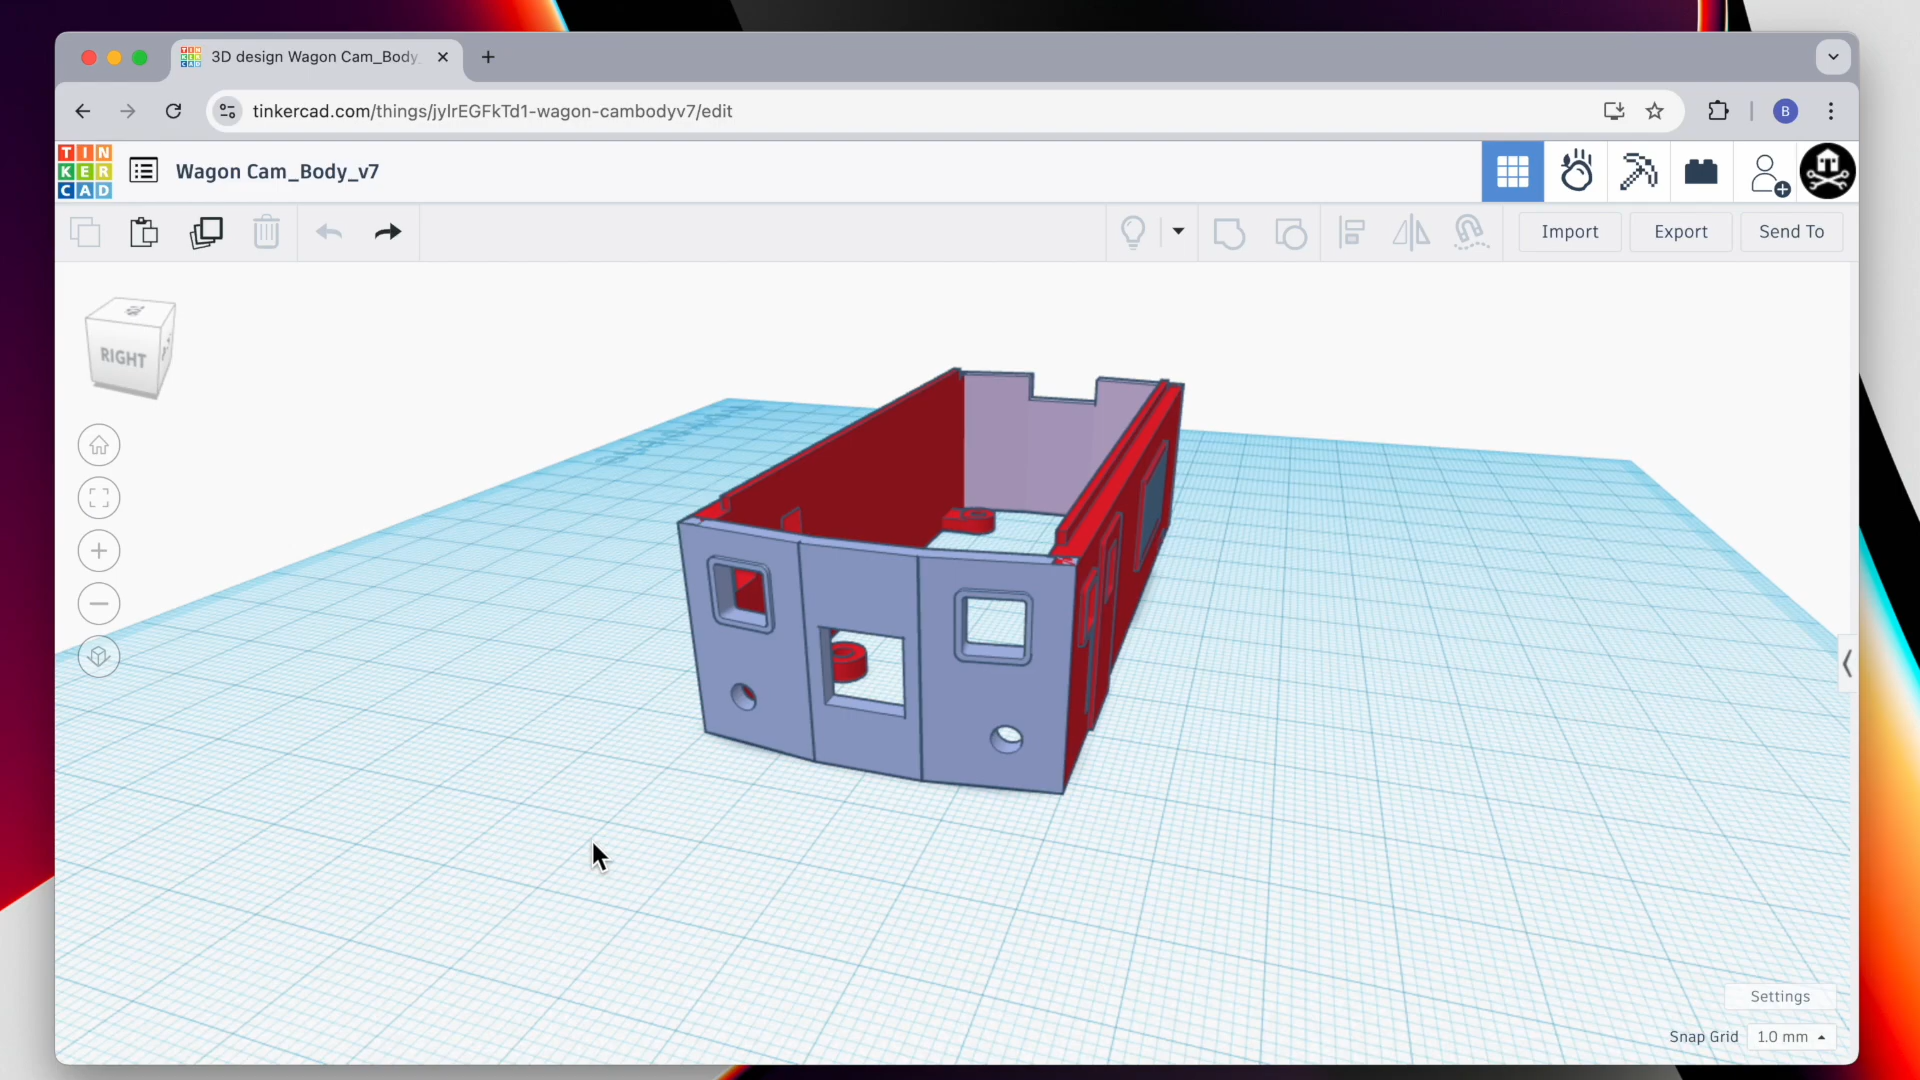 3D design Wagon Cam_Body_
tinkercad.com/things/jylrEGFkTd1-wagon-cambodyv7/edit
B
TIN
KER
CAD
Wagon Cam_Body_v7
Import
Export
Send To
RIGHT
Settings
Snap Grid
1.0 mm